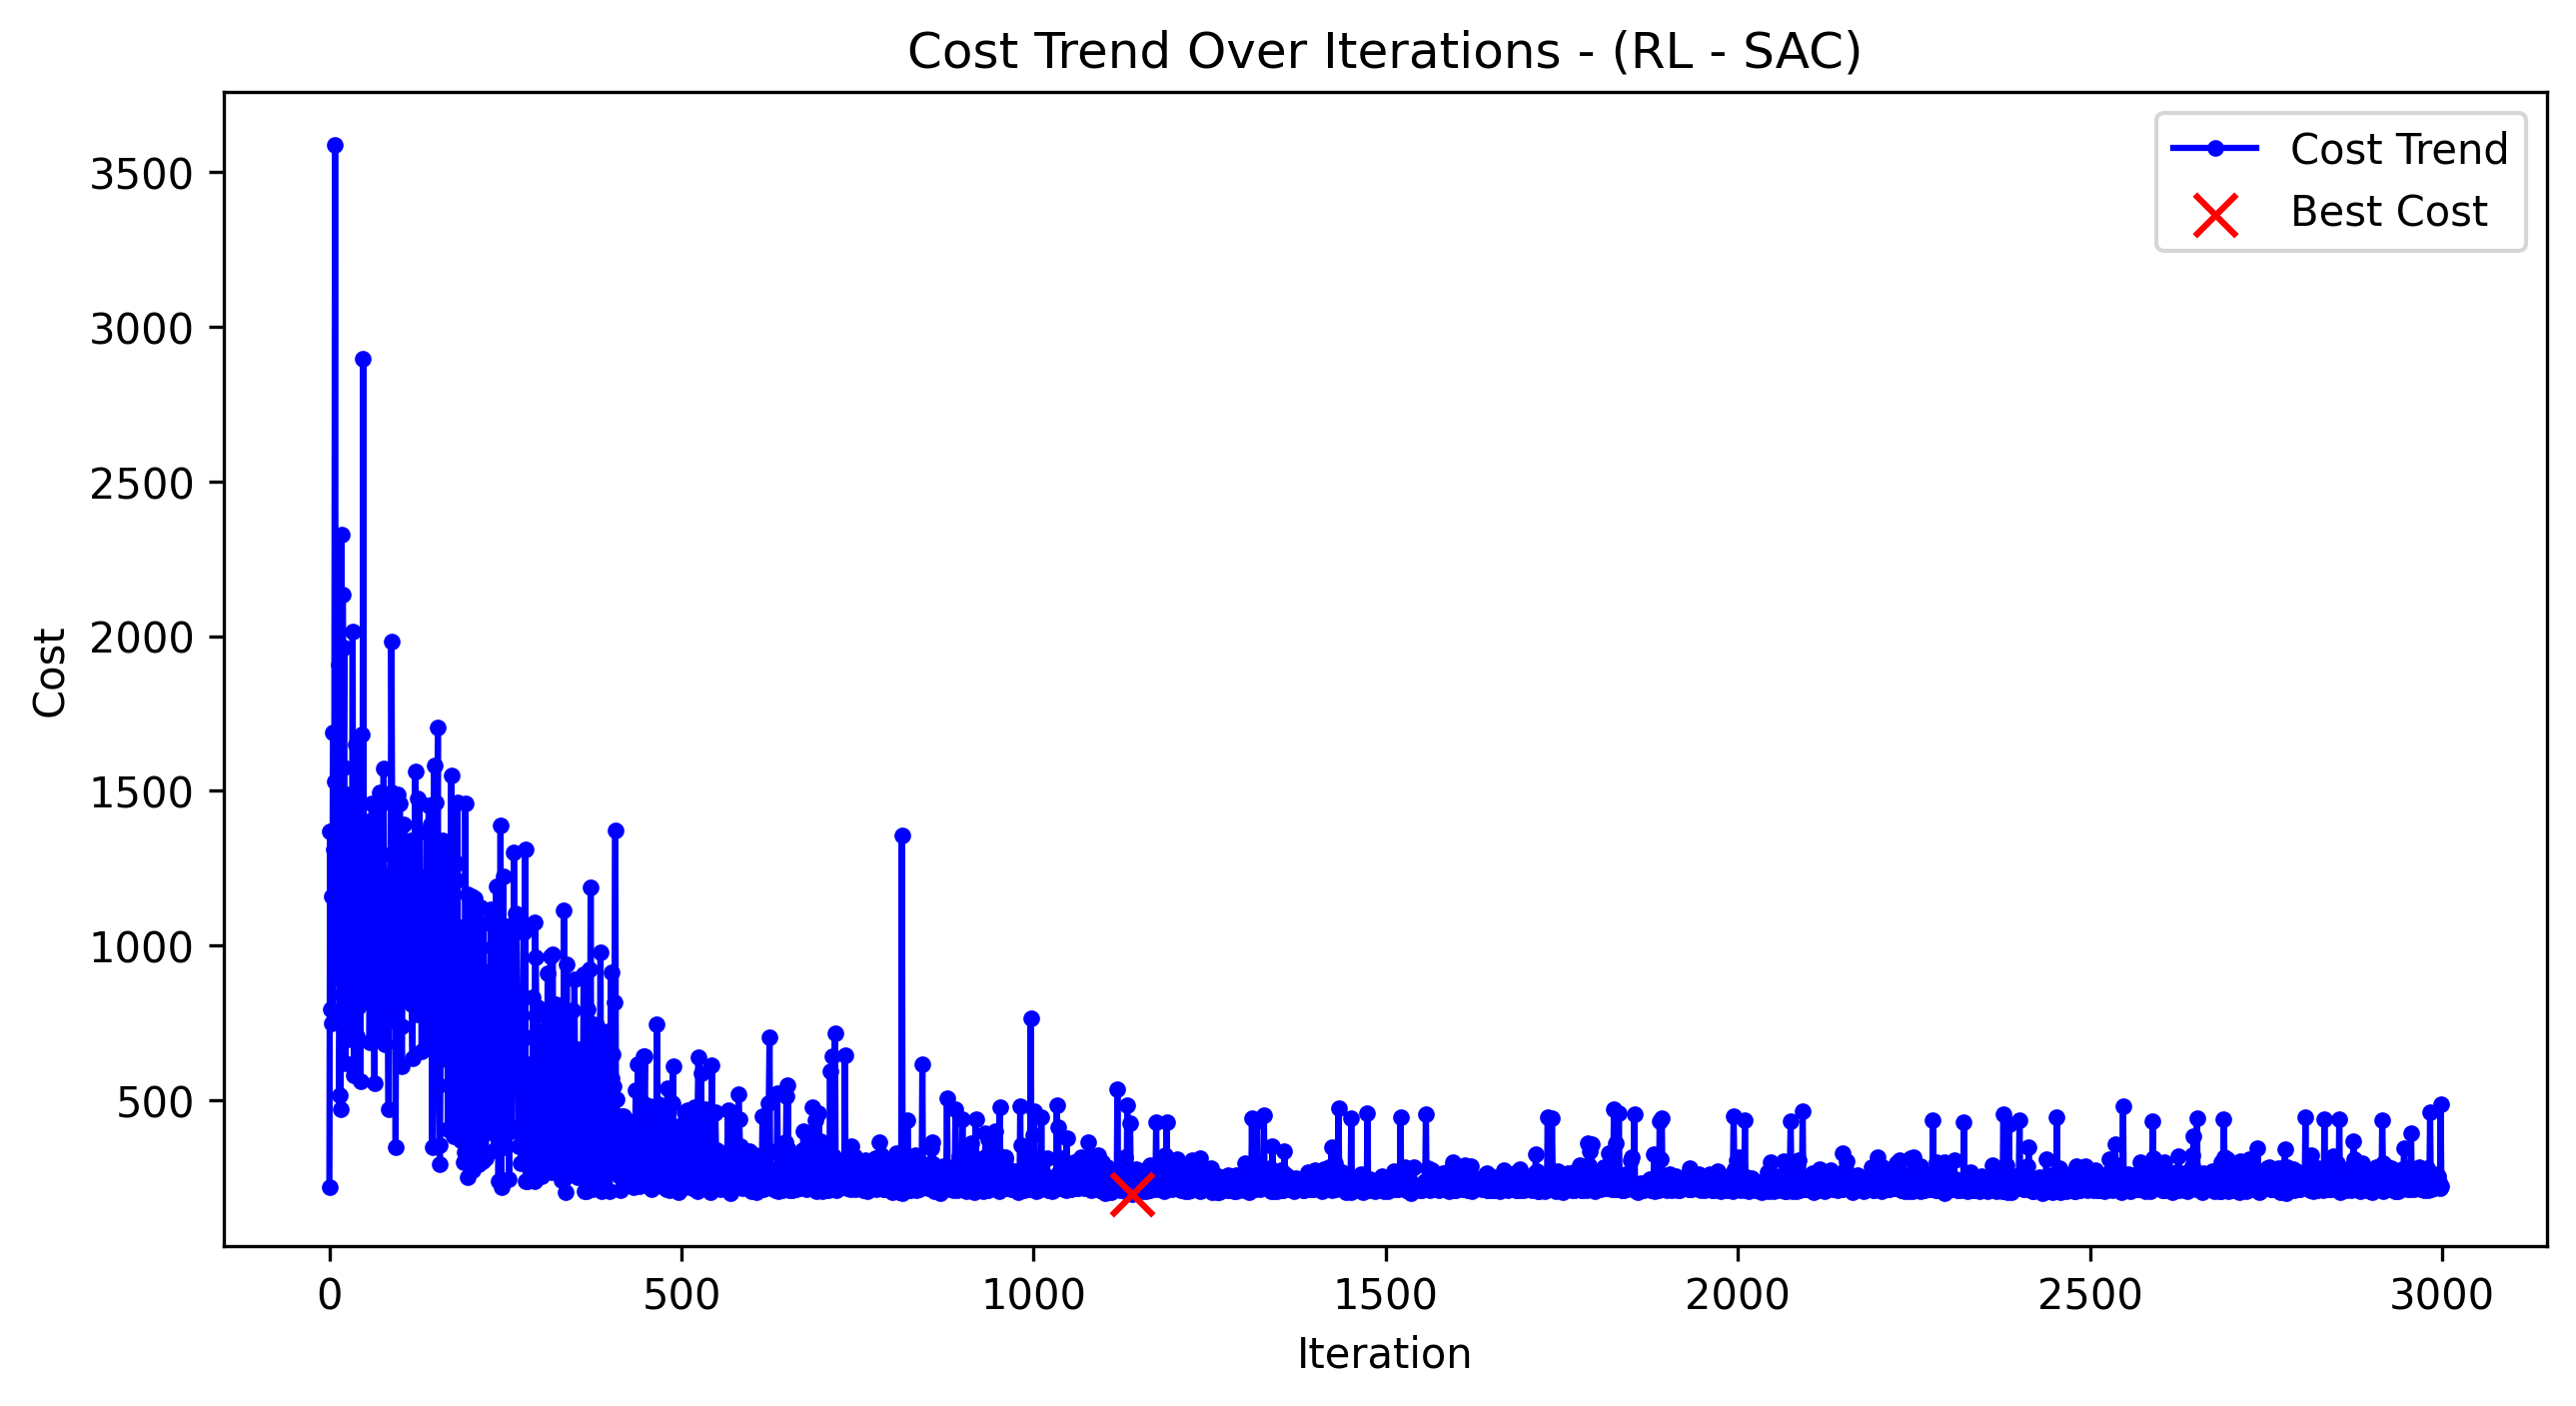 Cost Trend Over Iterations - (RL - SAC)
Cost Trend
Best Cost
3500
3000
2500
2000
1500
1000
500
Cost
0 500 1000 1500 2000 2500 3000
Iteration